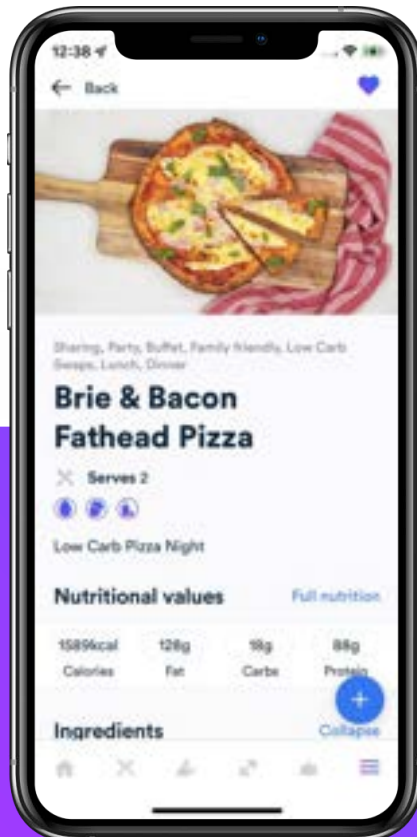 12:38
Back
Sharing, Party, Buffet, Family friendly, Low Carb
Swaps, Lunch, Dinner
Brie & Bacon
Fathead Pizza
Serves 2
Low Carb Pizza Night
Nutritional values Full nutrition
1589kcal 128g 18g 88g
Calories Fat Carbs Protein
+
Ingredients Collapse